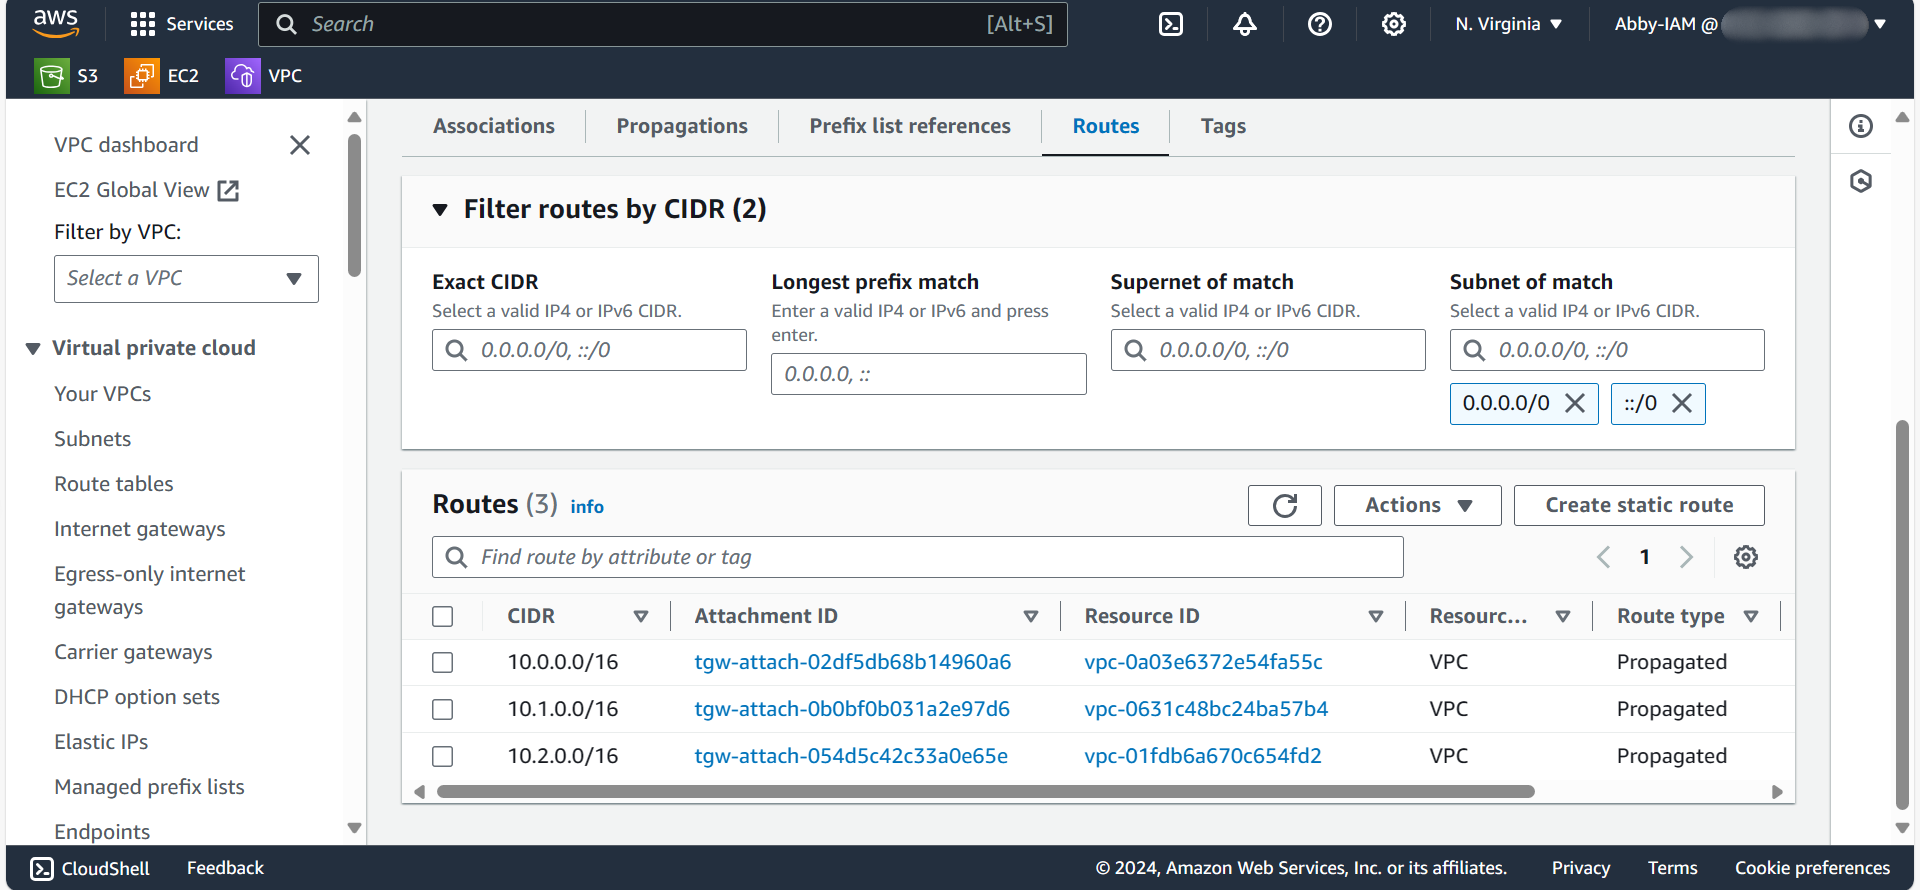 aws
Services
Search [Alt+S]
N. Virginia
Abby-IAM @
S3
EC2
VPC
VPC dashboard
EC2 Global View
Filter by VPC:
Select a VPC
Virtual private cloud
Your VPCs
Subnets
Route tables
Internet gateways
Egress-only internet
gateways
Carrier gateways
DHCP option sets
Elastic IPs
Managed prefix lists
Endpoints
Associations
Propagations
Prefix list references
Routes
Tags
Filter routes by CIDR (2)
Exact CIDR
Select a valid IP4 or IPv6 CIDR.
0.0.0.0/0, ::/0
Longest prefix match
Enter a valid IP4 or IPv6 and press
enter.
0.0.0.0, ::
Supernet of match
Select a valid IP4 or IPv6 CIDR.
0.0.0.0/0, ::/0
Subnet of match
Select a valid IP4 or IPv6 CIDR.
0.0.0.0/0, ::/0
0.0.0.0/0
::/0
Routes (3) info
Actions
Create static route
Find route by attribute or tag
1
CIDR Attachment ID Resource ID Resourc... Route type
10.0.0.0/16 tgw-attach-02df5db68b14960a6 vpc-0a03e6372e54fa55c VPC Propagated
10.1.0.0/16 tgw-attach-0b0bf0b031a2e97d6 vpc-0631c48bc24ba57b4 VPC Propagated
10.2.0.0/16 tgw-attach-054d5c42c33a0e65e vpc-01fdb6a670c654fd2 VPC Propagated
CloudShell
Feedback
© 2024, Amazon Web Services, Inc. or its affiliates.
Privacy
Terms
Cookie preferences